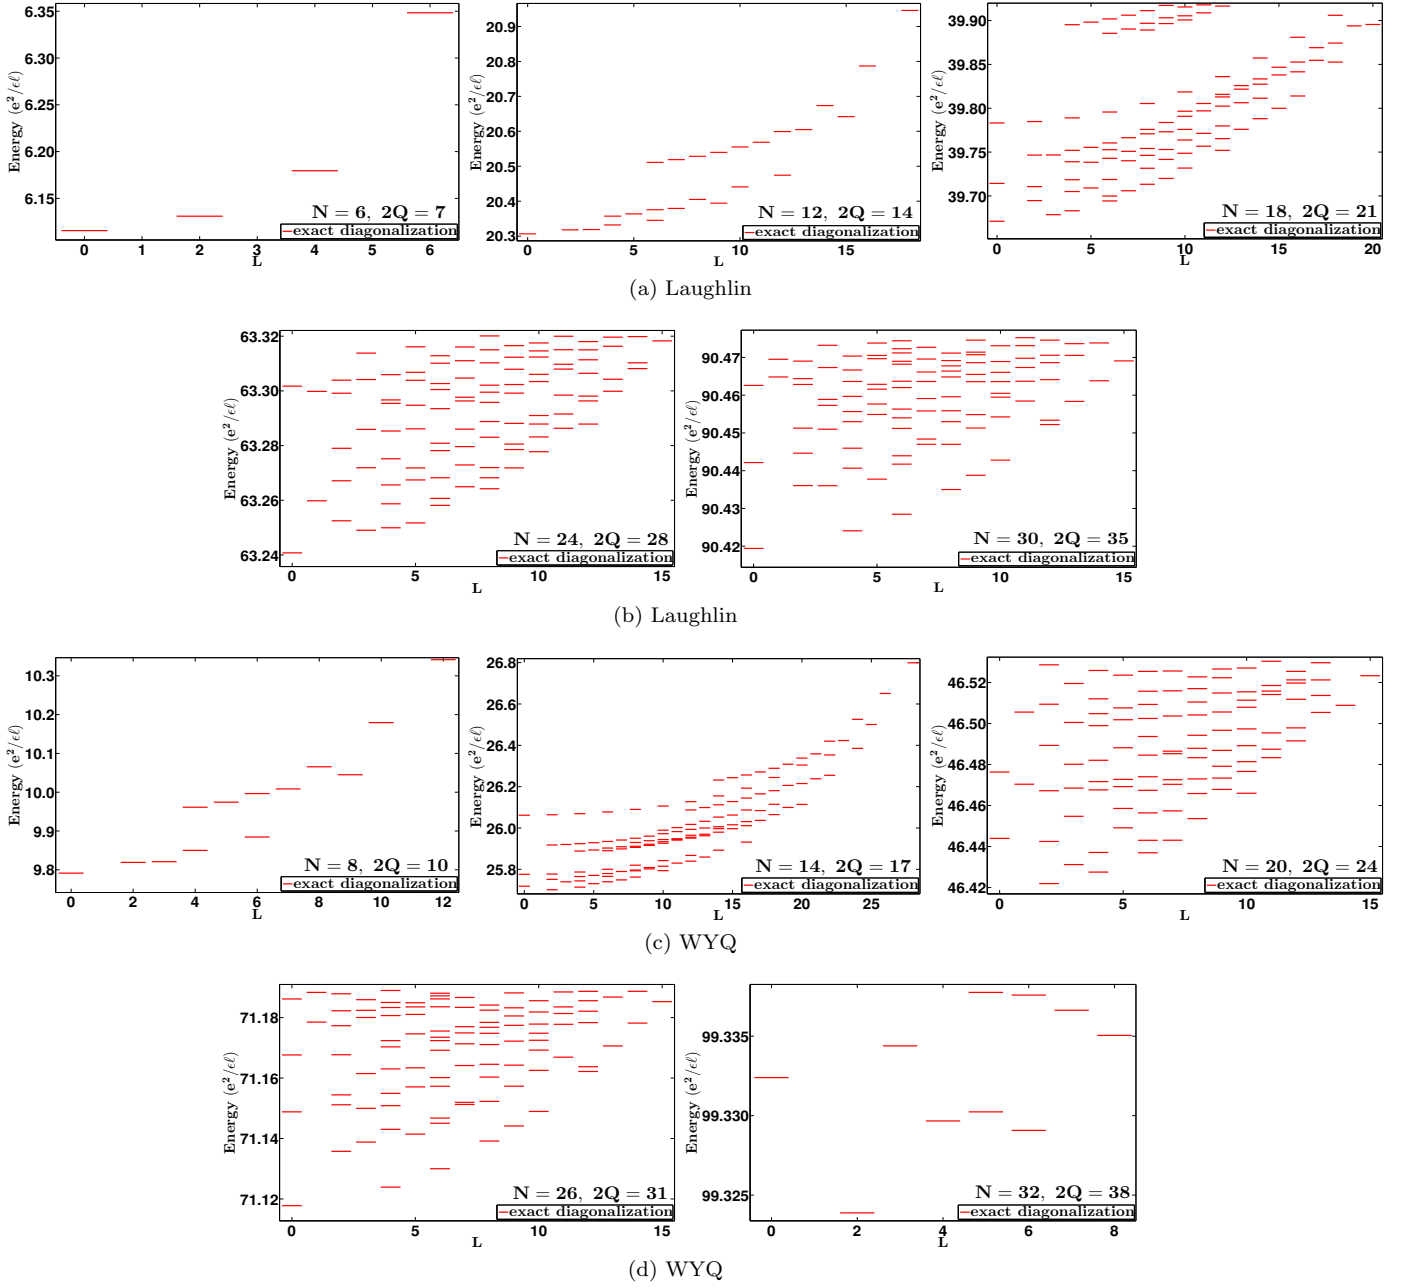 6.35
6.30
6.25
6.20
6.15
Energy (e²/ϵℓ)
0 1 2 3 4 5 6
L
N = 6, 2Q = 7
exact diagonalization
20.9
20.8
20.7
20.6
20.5
20.4
20.3
Energy (e²/ϵℓ)
0 5 10 15
L
N = 12, 2Q = 14
exact diagonalization
39.90
39.85
39.80
39.75
39.70
Energy (e²/ϵℓ)
0 5 10 15 20
L
N = 18, 2Q = 21
exact diagonalization
(a) Laughlin
63.32
63.30
63.28
63.26
63.24
Energy (e²/ϵℓ)
0 5 10 15
L
N = 24, 2Q = 28
exact diagonalization
90.47
90.46
90.45
90.44
90.43
90.42
Energy (e²/ϵℓ)
0 5 10 15
L
N = 30, 2Q = 35
exact diagonalization
(b) Laughlin
10.3
10.2
10.1
10.0
9.9
9.8
Energy (e²/ϵℓ)
0 2 4 6 8 10 12
L
N = 8, 2Q = 10
exact diagonalization
26.8
26.6
26.4
26.2
26.0
25.8
Energy (e²/ϵℓ)
0 5 10 15 20 25
L
N = 14, 2Q = 17
exact diagonalization
46.52
46.50
46.48
46.46
46.44
46.42
Energy (e²/ϵℓ)
0 5 10 15
L
N = 20, 2Q = 24
exact diagonalization
(c) WYQ
71.18
71.16
71.14
71.12
Energy (e²/ϵℓ)
0 5 10 15
L
N = 26, 2Q = 31
exact diagonalization
99.335
99.330
99.325
Energy (e²/ϵℓ)
0 2 4 6 8
L
N = 32, 2Q = 38
exact diagonalization
(d) WYQ